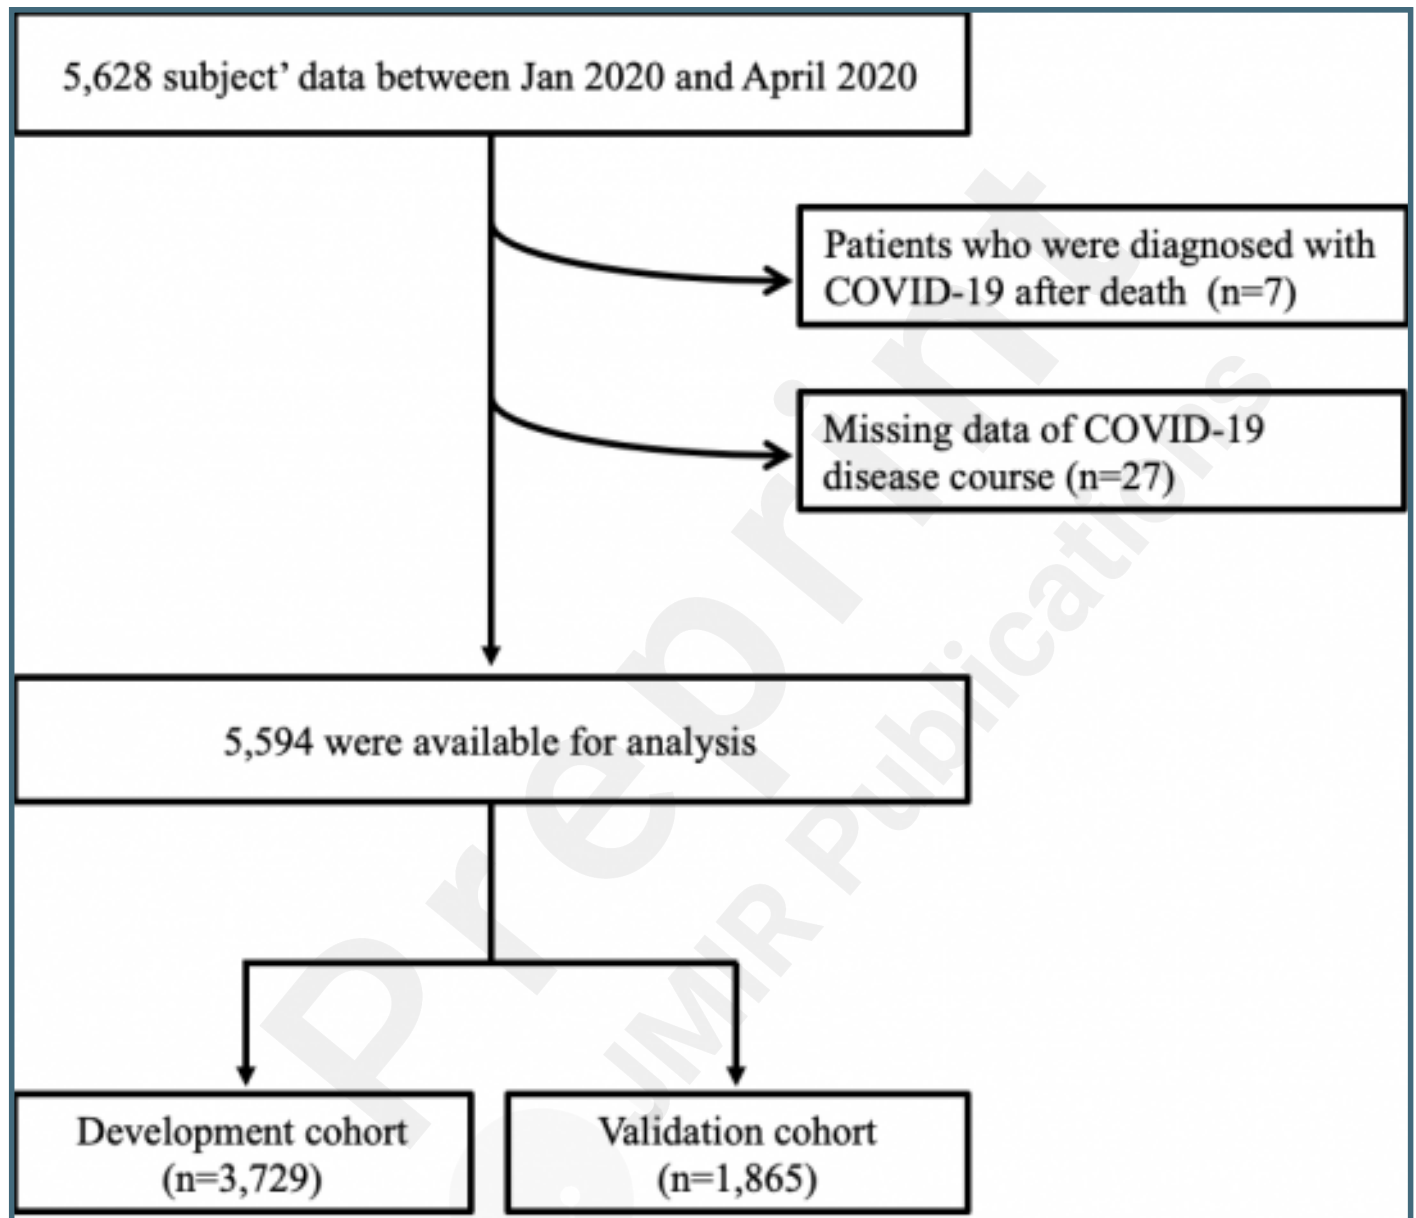 5,628 subject’ data between Jan 2020 and April 2020
Patients who were diagnosed with
COVID-19 after death (n=7)
Missing data of COVID-19
disease course (n=27)
5,594 were available for analysis
Development cohort
(n=3,729)
Validation cohort
(n=1,865)
Preprint
JMIR Publications